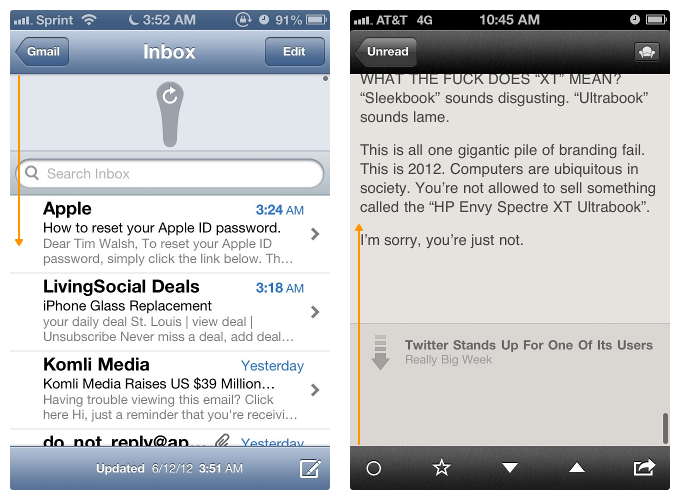 Sprint 3:52 AM 91%
Gmail Inbox Edit
Search Inbox
Apple 3:24 AM
How to reset your Apple ID password.
Dear Tim Walsh, To reset your Apple ID
password, simply click the link below. Th…
LivingSocial Deals 3:18 AM
iPhone Glass Replacement
your daily deal St. Louis | view deal |
Unsubscribe Never miss a deal, add deal…
Komli Media Yesterday
Komli Media Raises US $39 Million…
Having trouble viewing this email? Click
here Hi, just a reminder that you're receivi…
do_not_reply@ap… Yesterday
Updated 6/12/12 3:51 AM
AT&T 4G 10:45 AM
Unread
WHAT THE FUCK DOES “XT” MEAN?
“Sleekbook” sounds disgusting. “Ultrabook”
sounds lame.
This is all one gigantic pile of branding fail.
This is 2012. Computers are ubiquitous in
society. You’re not allowed to sell something
called the “HP Envy Spectre XT Ultrabook”.
I’m sorry, you’re just not.
Twitter Stands Up For One Of Its Users
Really Big Week